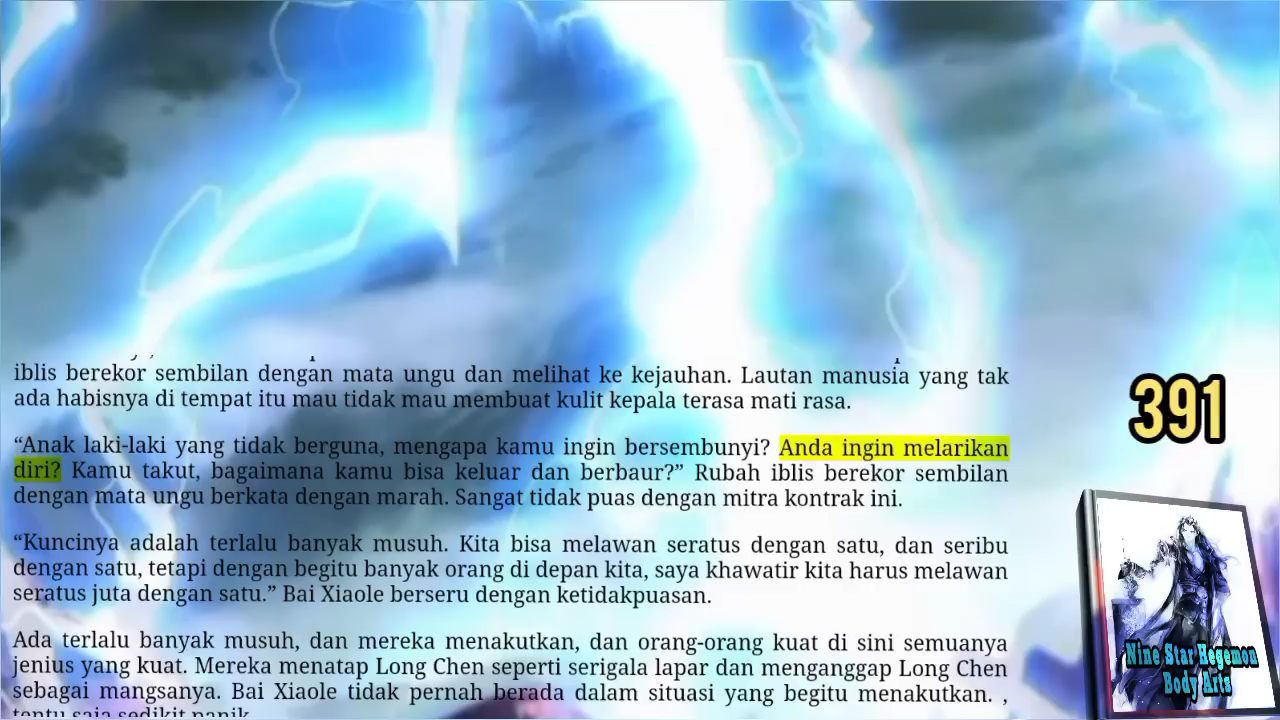 iblis berekor sembilan dengan mata ungu dan melihat ke kejauhan. Lautan manusia yang tak
ada habisnya di tempat itu mau tidak mau membuat kulit kepala terasa mati rasa.
“Anak laki-laki yang tidak berguna, mengapa kamu ingin bersembunyi? Anda ingin melarikan
diri? Kamu takut, bagaimana kamu bisa keluar dan berbaur?” Rubah iblis berekor sembilan
dengan mata ungu berkata dengan marah. Sangat tidak puas dengan mitra kontrak ini.
“Kuncinya adalah terlalu banyak musuh. Kita bisa melawan seratus dengan satu, dan seribu
dengan satu, tetapi dengan begitu banyak orang di depan kita, saya khawatir kita harus melawan
seratus juta dengan satu.” Bai Xiaole berseru dengan ketidakpuasan.
Ada terlalu banyak musuh, dan mereka menakutkan, dan orang-orang kuat di sini semuanya
jenius yang kuat. Mereka menatap Long Chen seperti serigala lapar dan menganggap Long Chen
sebagai mangsanya. Bai Xiaole tidak pernah berada dalam situasi yang begitu menakutkan. ,
tentu saja sedikit panik.
391
Nine Star Hegemon
Body Arts